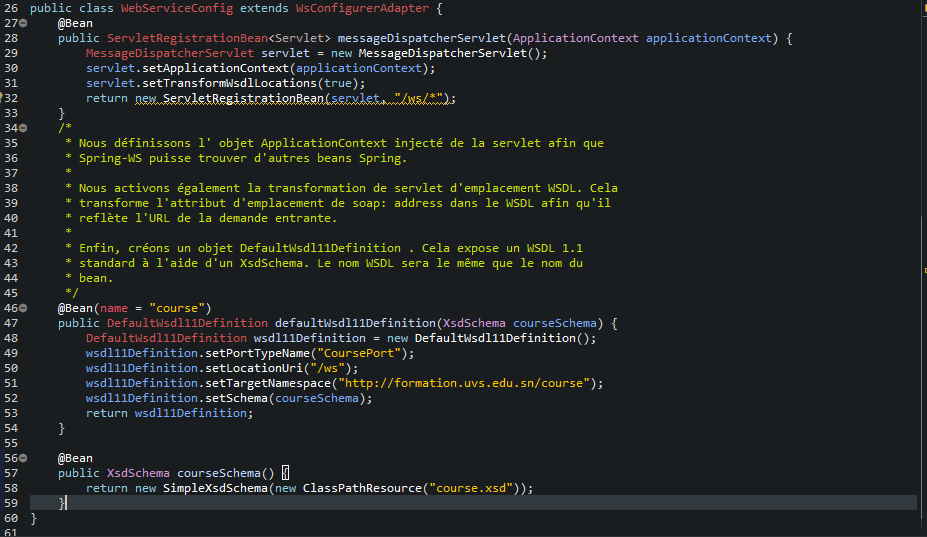 26 public class WebServiceConfig extends WsConfigurerAdapter {
27 @Bean
28 public ServletRegistrationBean<Servlet> messageDispatcherServlet(ApplicationContext applicationContext) {
29 MessageDispatcherServlet servlet = new MessageDispatcherServlet();
30 servlet.setApplicationContext(applicationContext);
31 servlet.setTransformWsdlLocations(true);
32 return new ServletRegistrationBean(servlet, "/ws/*");
33 }
34 /*
35 * Nous définissons l' objet ApplicationContext injecté de la servlet afin que
36 * Spring-WS puisse trouver d'autres beans Spring.
37 *
38 * Nous activons également la transformation de servlet d'emplacement WSDL. Cela
39 * transforme l'attribut d'emplacement de soap: address dans le WSDL afin qu'il
40 * reflète l'URL de la demande entrante.
41 *
42 * Enfin, créons un objet DefaultWsdl11Definition . Cela expose un WSDL 1.1
43 * standard à l'aide d'un XsdSchema. Le nom WSDL sera le même que le nom du
44 * bean.
45 */
46 @Bean(name = "course")
47 public DefaultWsdl11Definition defaultWsdl11Definition(XsdSchema courseSchema) {
48 DefaultWsdl11Definition wsdl11Definition = new DefaultWsdl11Definition();
49 wsdl11Definition.setPortTypeName("CoursePort");
50 wsdl11Definition.setLocationUri("/ws");
51 wsdl11Definition.setTargetNamespace("http://formation.uvs.edu.sn/course");
52 wsdl11Definition.setSchema(courseSchema);
53 return wsdl11Definition;
54 }
55
56 @Bean
57 public XsdSchema courseSchema() {
58 return new SimpleXsdSchema(new ClassPathResource("course.xsd"));
59 }
60 }
61